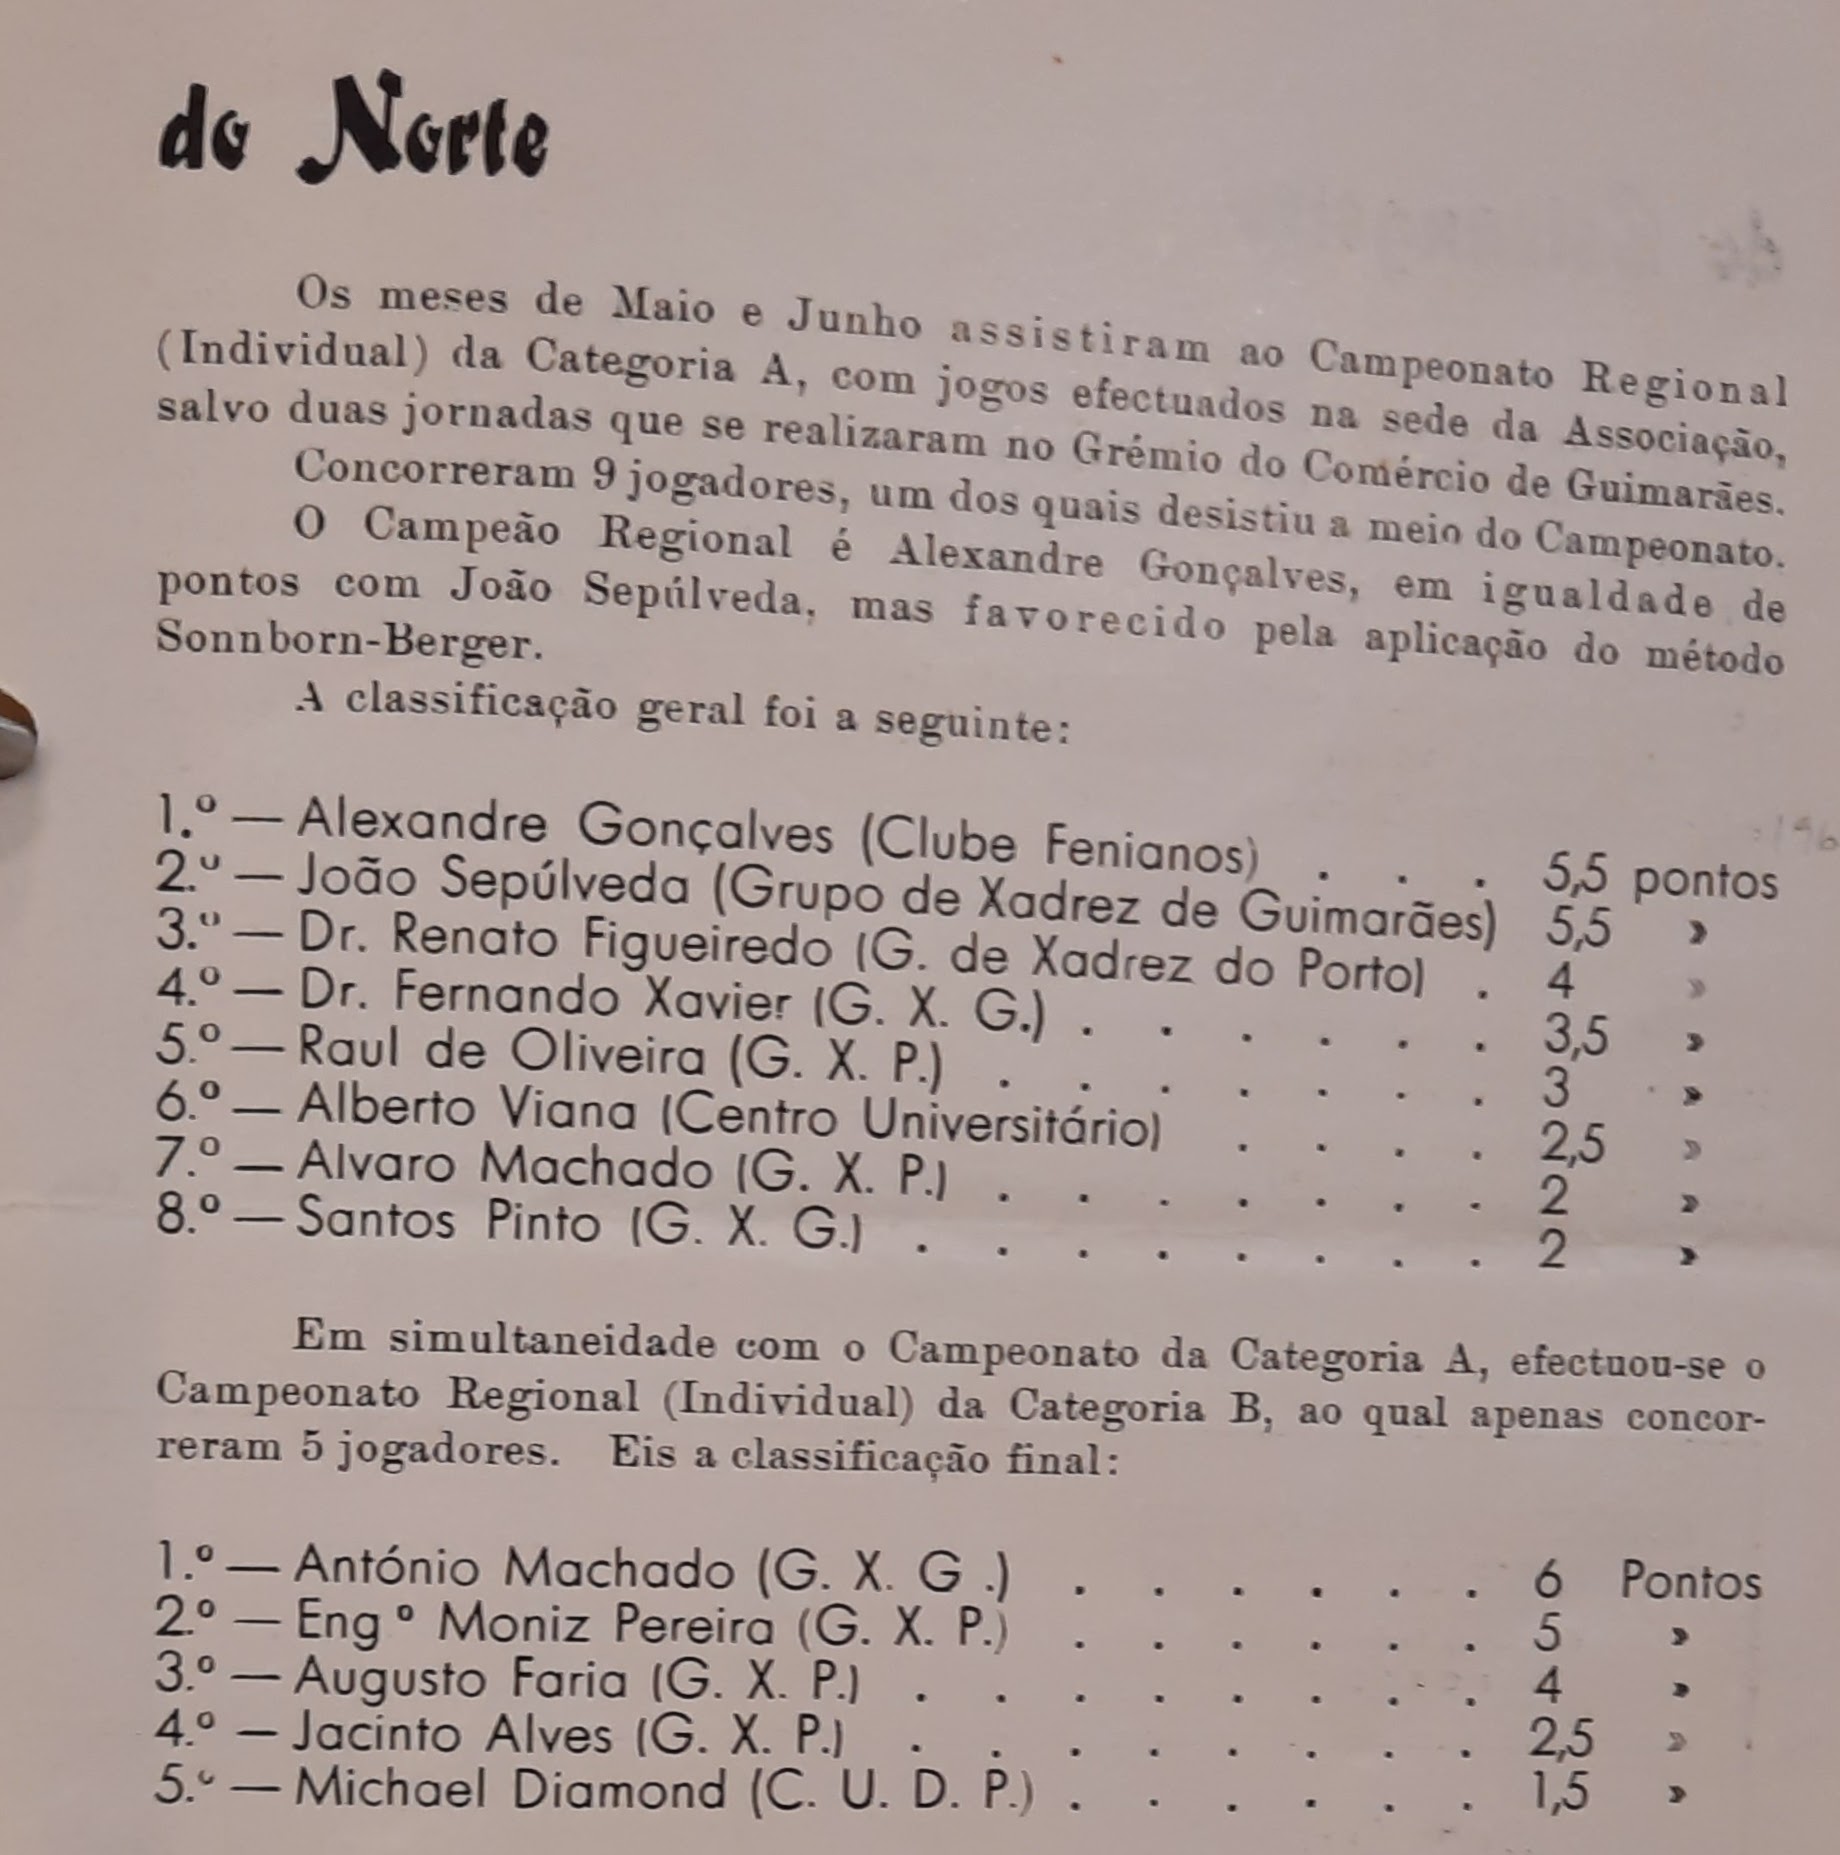 do Norte
Os meses de Maio e Junho assistiram ao Campeonato Regional
(Individual) da Categoria A, com jogos efectuados na sede da Associação,
salvo duas jornadas que se realizaram no Grémio do Comércio de Guimarães.
Concorreram 9 jogadores, um dos quais desistiu a meio do Campeonato.
O Campeão Regional é Alexandre Gonçalves, em igualdade de
pontos com João Sepúlveda, mas favorecido pela aplicação do método
Sonnborn-Berger.
A classificação geral foi a seguinte:
1.º — Alexandre Gonçalves (Clube Fenianos) . . . 5,5 pontos
2.º — João Sepúlveda (Grupo de Xadrez de Guimarães) 5,5 »
3.º — Dr. Renato Figueiredo (G. de Xadrez do Porto) . 4 »
4.º — Dr. Fernando Xavier (G. X. G.) . . . . . . 3,5 »
5.º — Raul de Oliveira (G. X. P.) . . . . . . . 3 »
6.º — Alberto Viana (Centro Universitário) . . . . 2,5 »
7.º — Alvaro Machado (G. X. P.) . . . . . . . 2 »
8.º — Santos Pinto (G. X. G.) . . . . . . . . 2 »
Em simultaneidade com o Campeonato da Categoria A, efectuou-se o
Campeonato Regional (Individual) da Categoria B, ao qual apenas concor-
reram 5 jogadores. Eis a classificação final:
1.º — António Machado (G. X. G .) . . . . . . 6 Pontos
2.º — Eng º Moniz Pereira (G. X. P.) . . . . . . 5 »
3.º — Augusto Faria (G. X. P.) . . . . . . . . 4 »
4.º — Jacinto Alves (G. X. P.) . . . . . . . . 2,5 »
5.º — Michael Diamond (C. U. D. P.) . . . . . . 1,5 »